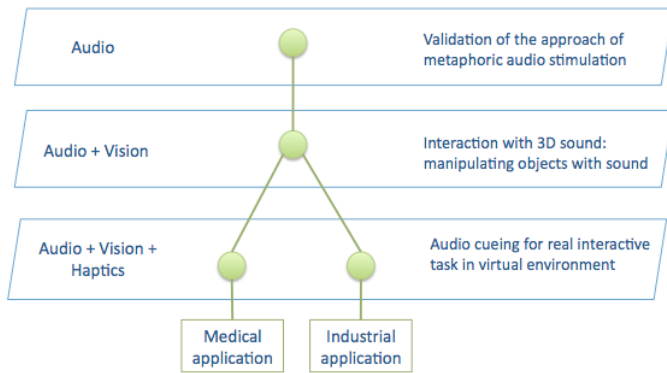 Audio
Validation of the approach of
metaphoric audio stimulation
Audio + Vision
Interaction with 3D sound:
manipulating objects with sound
Audio + Vision +
Haptics
Audio cueing for real interactive
task in virtual environment
Medical
application
Industrial
application